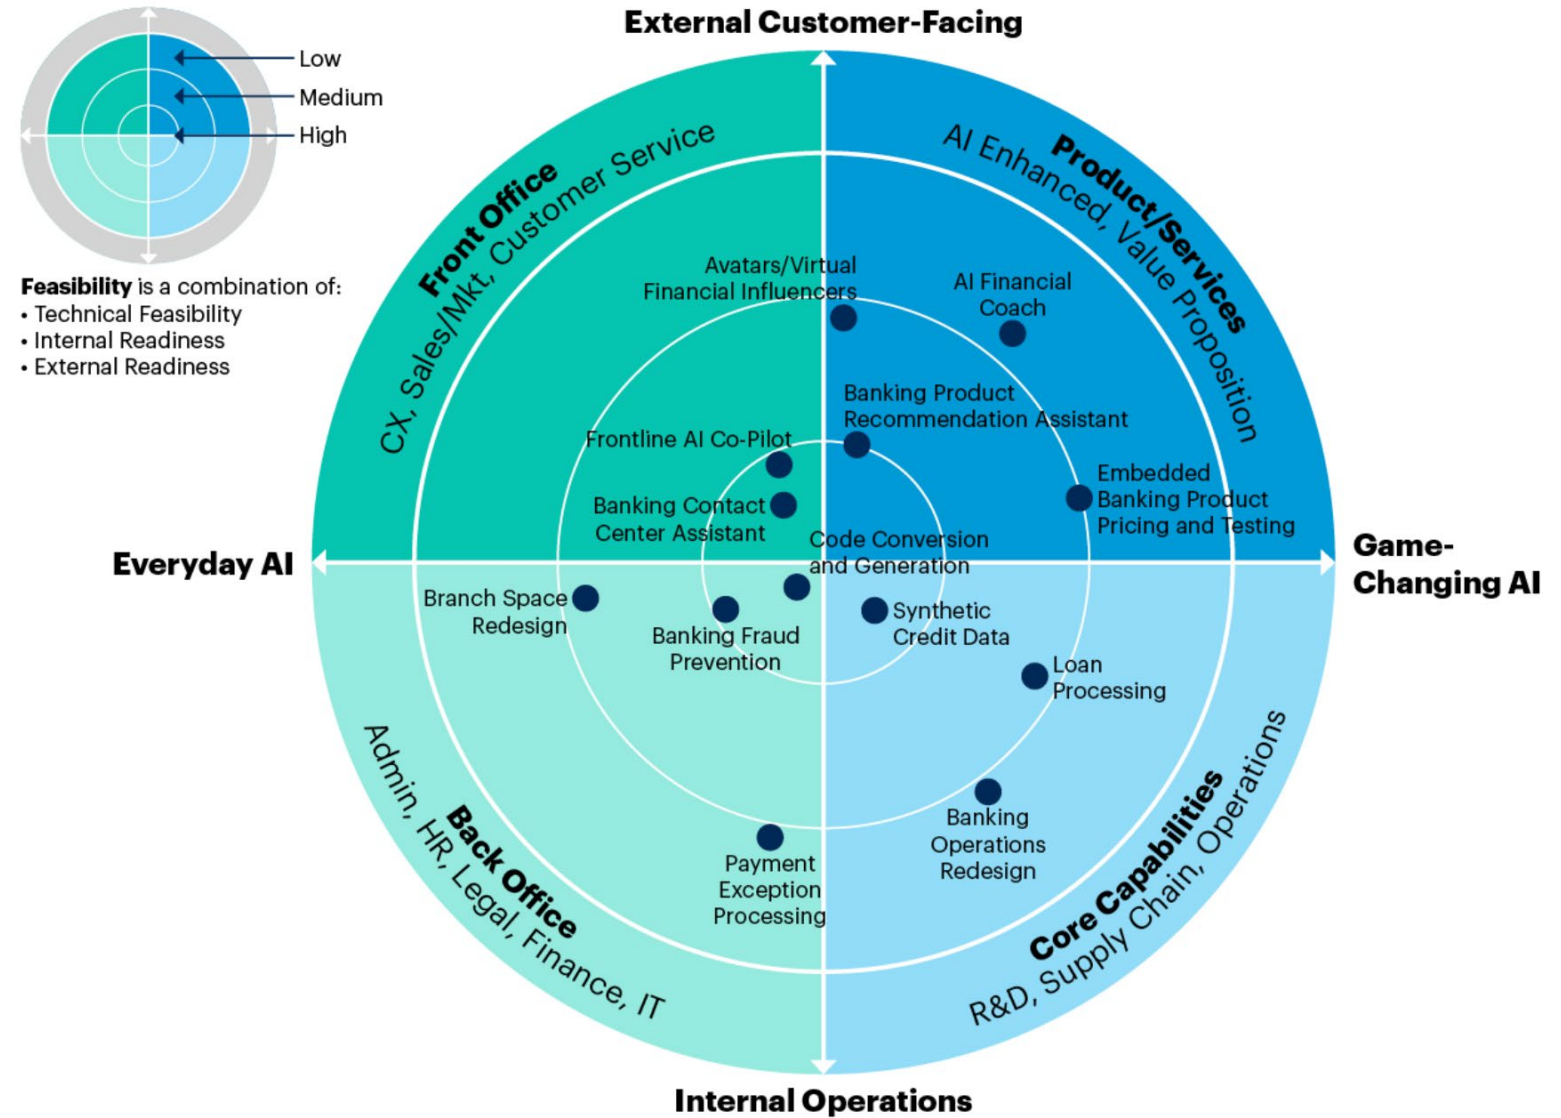 External Customer-Facing
Low
Medium
High
Feasibility is a combination of:
• Technical Feasibility
• Internal Readiness
• External Readiness
Front Office
CX, Sales/Mkt, Customer Service
Product/Services
AI Enhanced, Value Proposition
Avatars/Virtual
Financial Influencers
AI Financial
Coach
Banking Product
Recommendation Assistant
Frontline AI Co-Pilot
Embedded
Banking Product
Pricing and Testing
Banking Contact
Center Assistant
Code Conversion
and Generation
Everyday AI
Game-
Changing AI
Branch Space
Redesign
Banking Fraud
Prevention
Synthetic
Credit Data
Loan
Processing
Banking
Operations
Redesign
Payment
Exception
Processing
Back Office
Admin, HR, Legal, Finance, IT
Core Capabilities
R&D, Supply Chain, Operations
Internal Operations